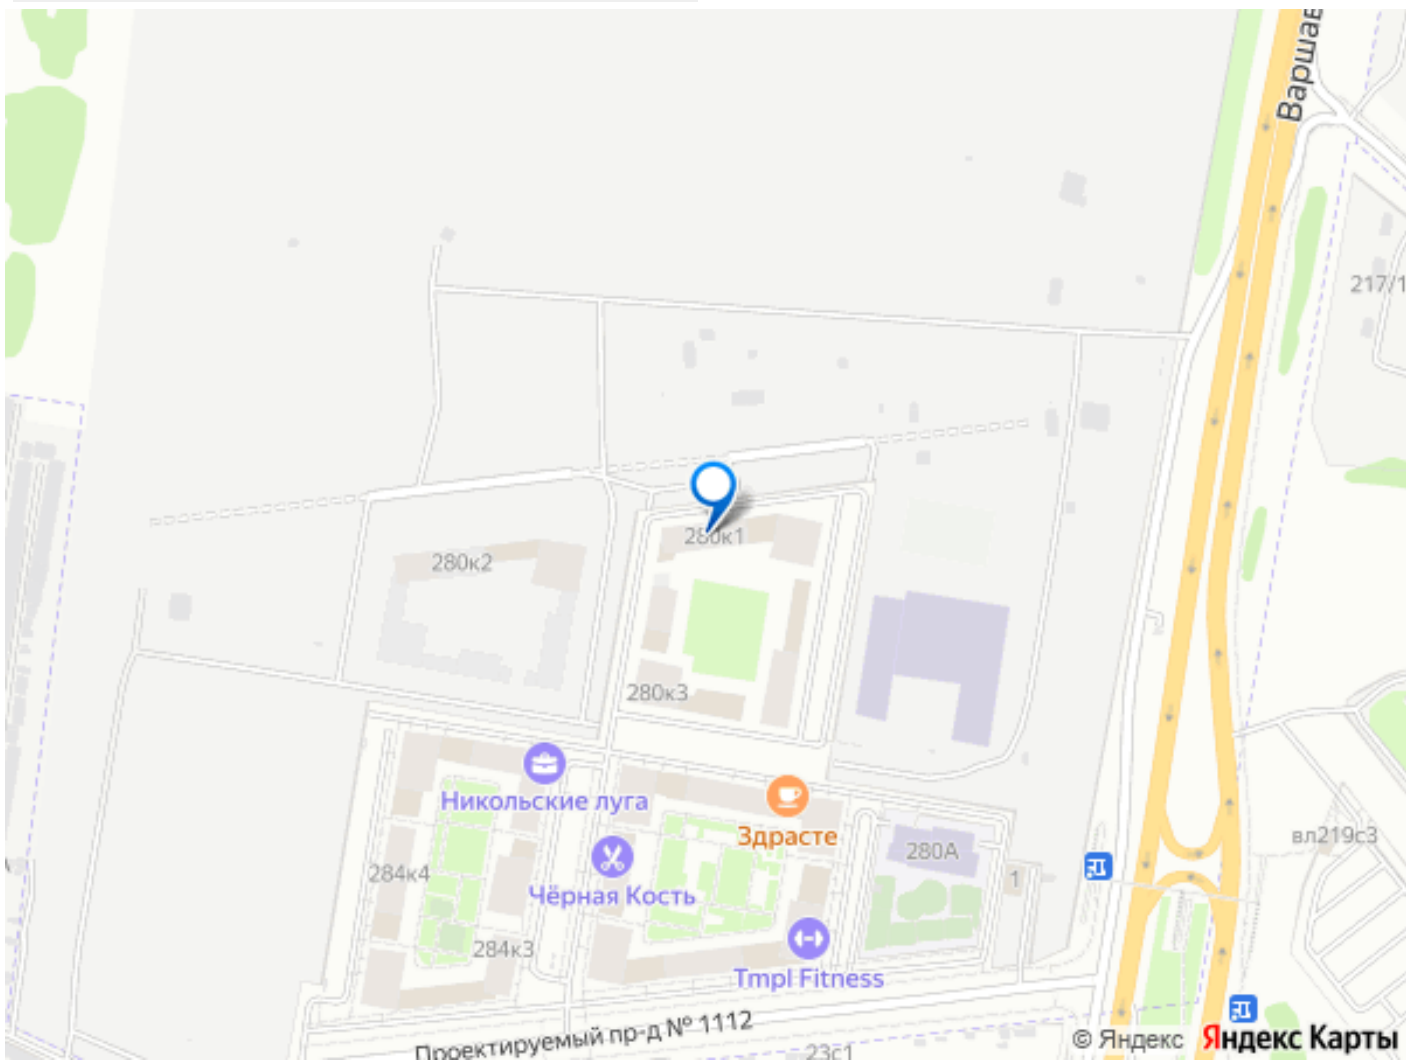 Варшав
217/1
280к1
280к2
280к3
Никольские луга
Здрасте
вл219с3
280А
284к4
1
Чёрная Кость
284к3
Tmpl Fitness
Проектируемый пр-д № 1112
23с1
© Яндекс Яндекс Карты